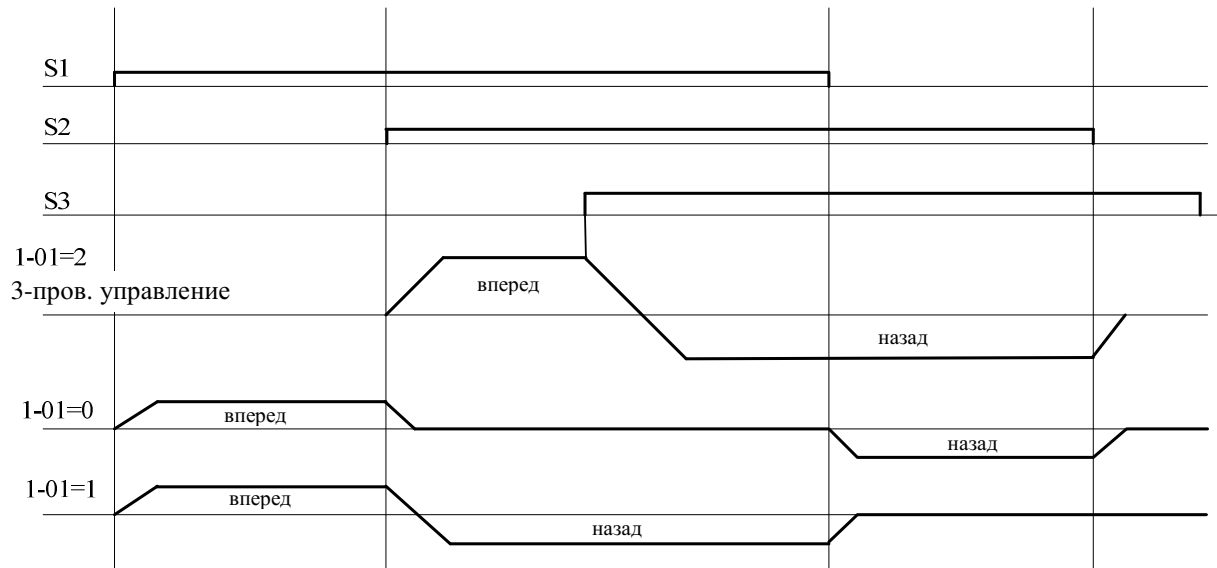 S1
S2
S3
1-01=2
3-пров. управление
вперед
назад
1-01=0
вперед
назад
1-01=1
вперед
назад